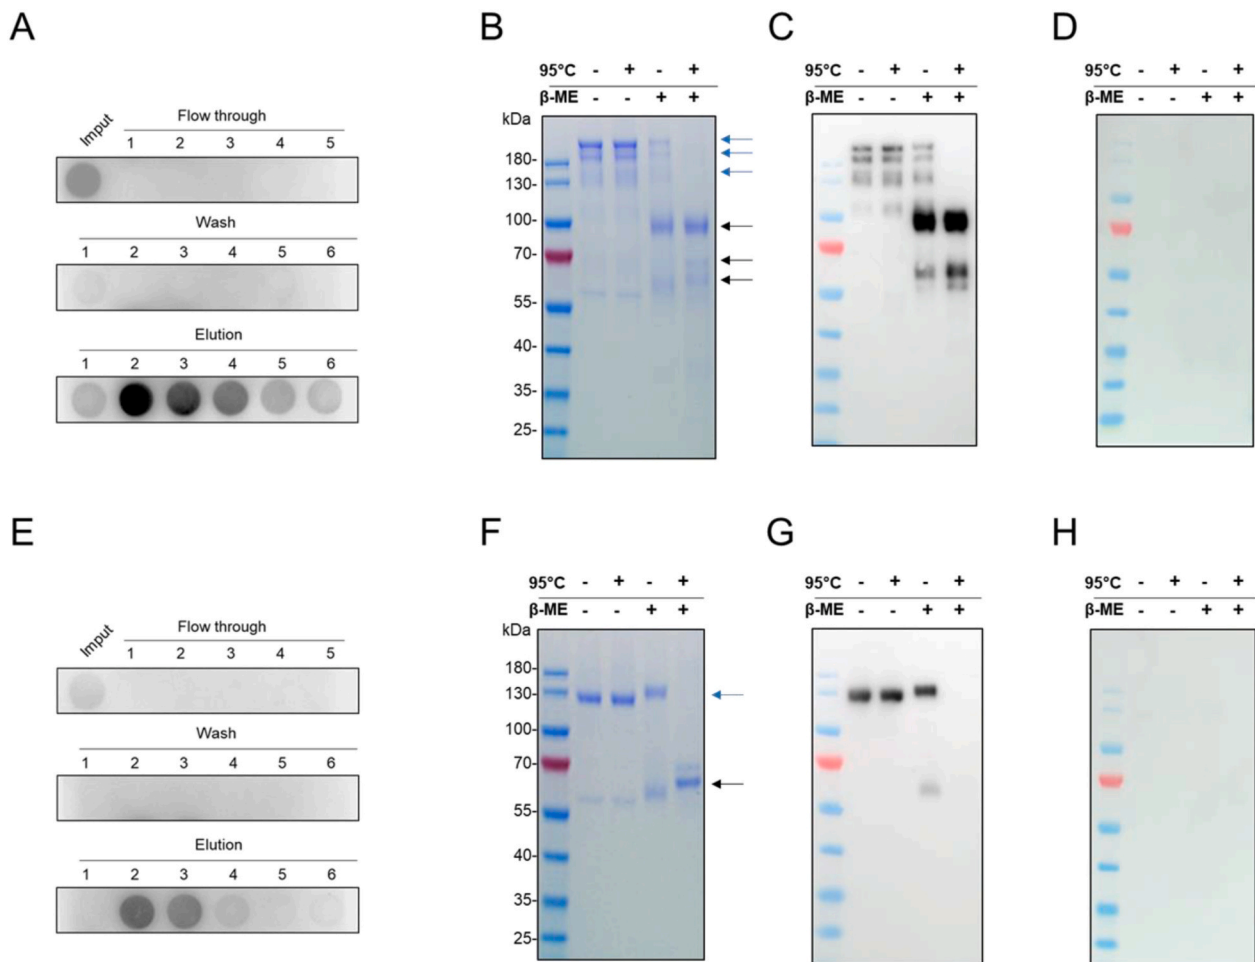 A
Imput
Flow through
1 2 3 4 5
Wash
1 2 3 4 5 6
Elution
1 2 3 4 5 6
B
95°C - + - +
β-ME - - + +
kDa
180-
130-
100-
70-
55-
40-
35-
25-
C
95°C - + - +
β-ME - - + +
D
95°C - + - +
β-ME - - + +
E
Imput
Flow through
1 2 3 4 5
Wash
1 2 3 4 5 6
Elution
1 2 3 4 5 6
F
95°C - + - +
β-ME - - + +
kDa
180-
130-
100-
70-
55-
40-
35-
25-
G
95°C - + - +
β-ME - - + +
H
95°C - + - +
β-ME - - + +